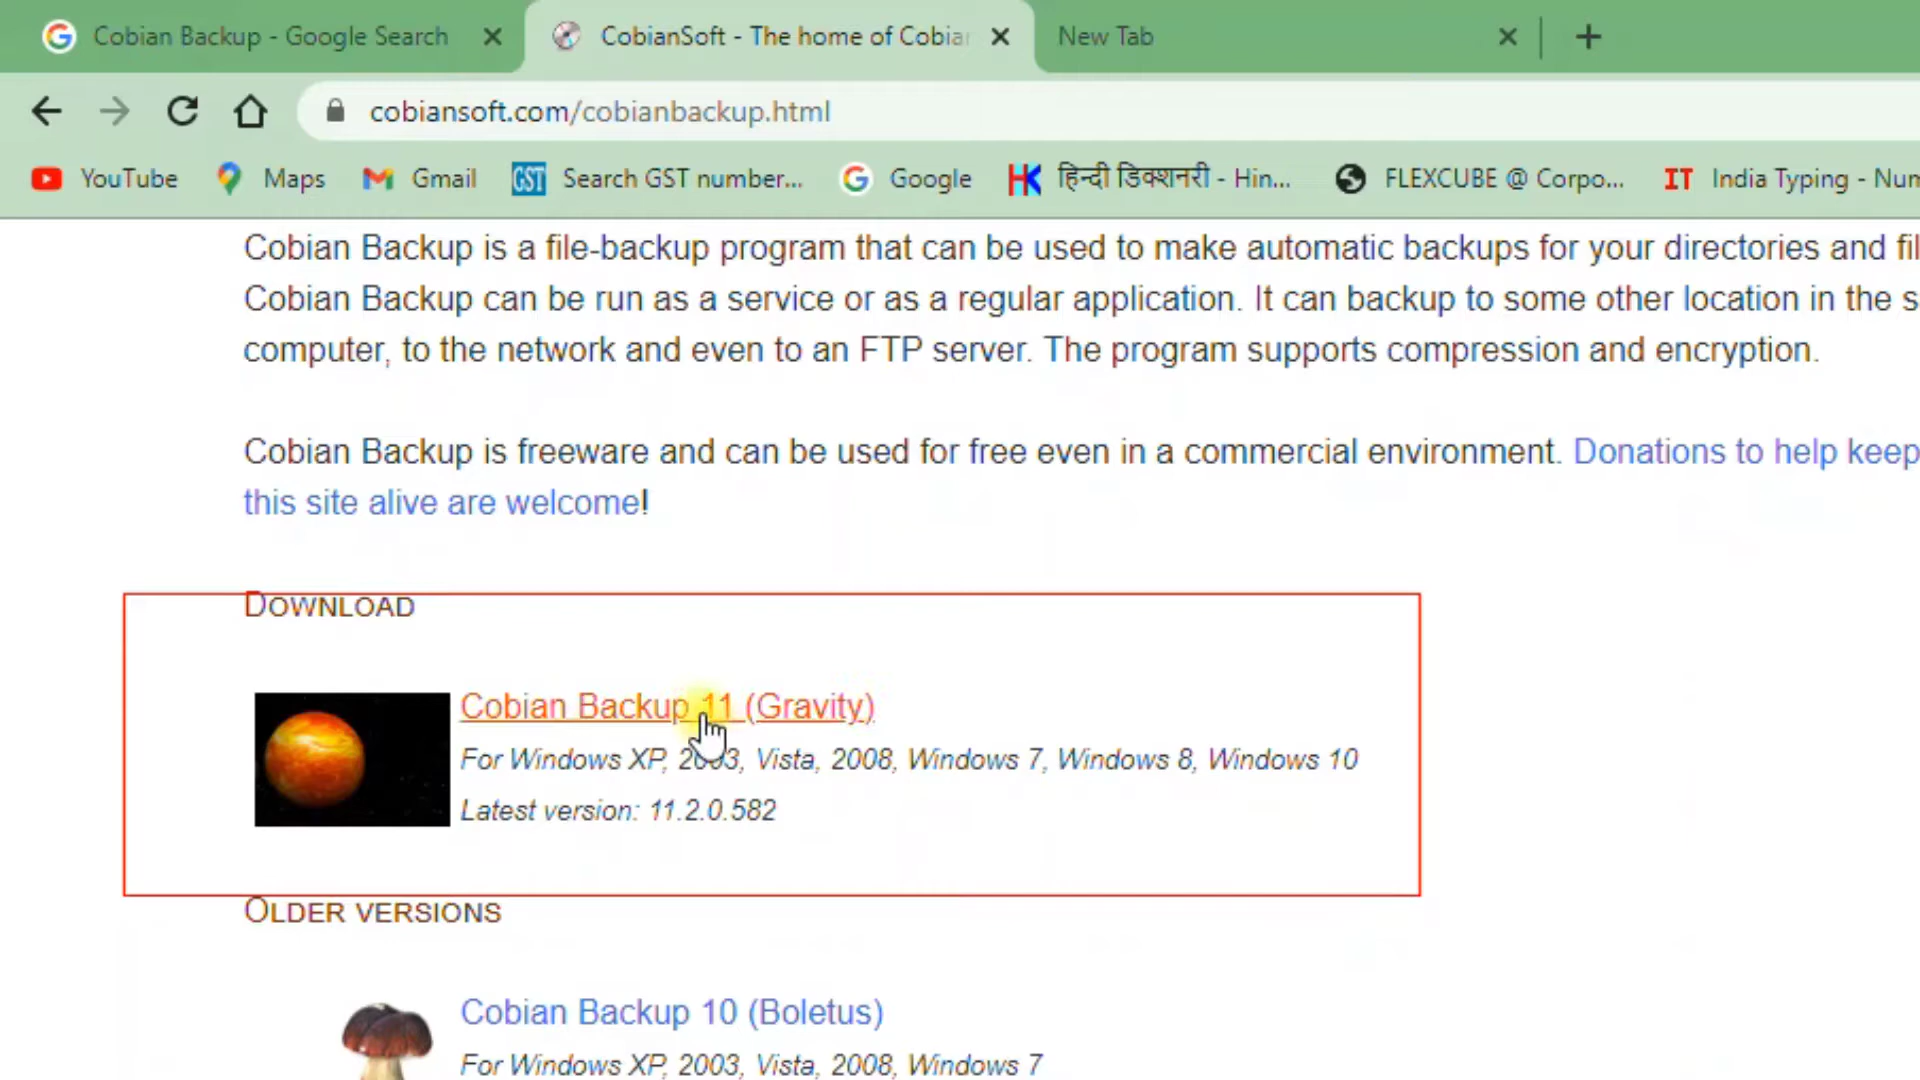 Cobian Backup - Google Search
CobianSoft - The home of Cobia
New Tab
cobiansoft.com/cobianbackup.html
YouTube Maps Gmail GST Search GST number... Google HK हिन्दी डिक्शनरी - Hin... FLEXCUBE @ Corpo... IT India Typing - Num
Cobian Backup is a file-backup program that can be used to make automatic backups for your directories and fil
Cobian Backup can be run as a service or as a regular application. It can backup to some other location in the s
computer, to the network and even to an FTP server. The program supports compression and encryption.
Cobian Backup is freeware and can be used for free even in a commercial environment. Donations to help keep
this site alive are welcome!
DOWNLOAD
Cobian Backup 11 (Gravity)
For Windows XP, 2003, Vista, 2008, Windows 7, Windows 8, Windows 10
Latest version: 11.2.0.582
OLDER VERSIONS
Cobian Backup 10 (Boletus)
For Windows XP, 2003, Vista, 2008, Windows 7